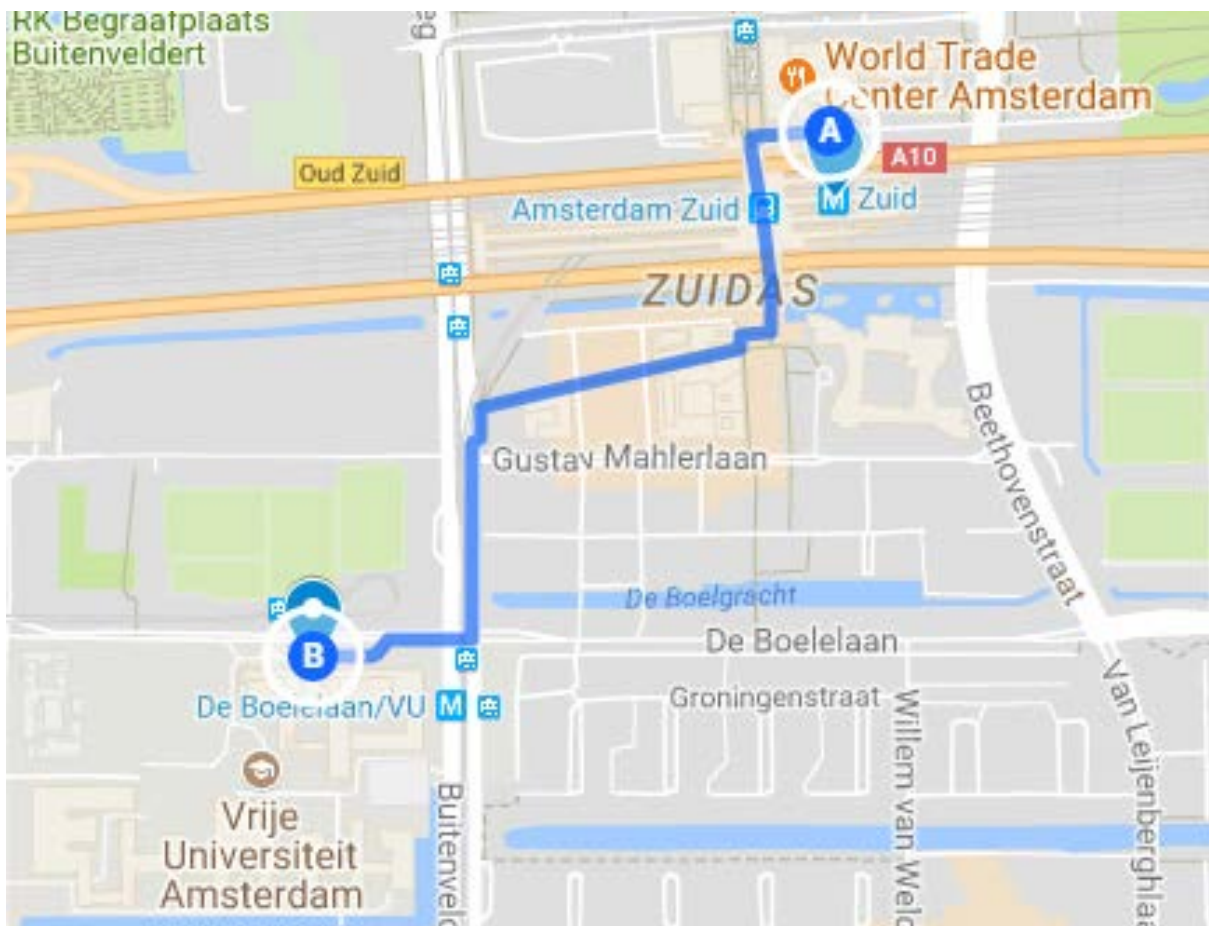 RK Begraafplaats
Buitenveldert
World Trade
Center Amsterdam
A
A10
Oud Zuid
Amsterdam Zuid
M Zuid
ZUIDAS
Beethovenstraat
Gustav Mahlerlaan
De Boelgracht
De Boelelaan
B
De Boelelaan/VU M
Groningenstraat
Van Leijenberghlaa
Willem van Weld
Buitenveld
Vrije
Universiteit
Amsterdam